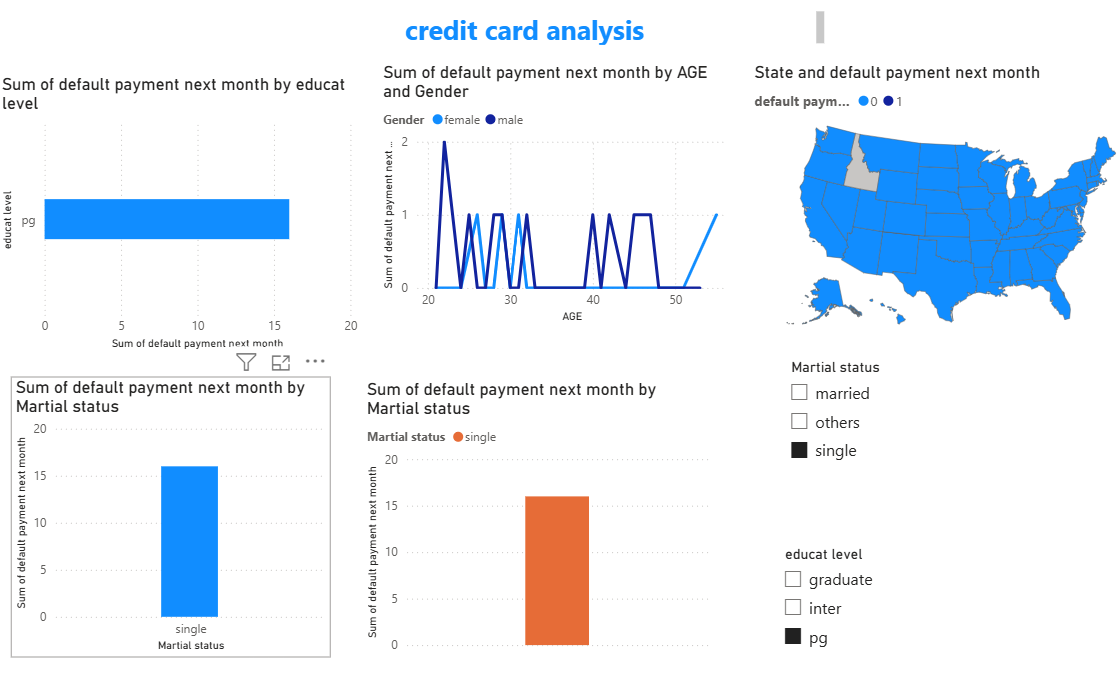 credit card analysis
Sum of default payment next month by educat
level
educat level
pg
0 5 10 15 20
Sum of default payment next month
Sum of default payment next month by AGE
and Gender
Gender female male
Sum of default payment next ...
2
1
0
20 30 40 50
AGE
State and default payment next month
default paym... 0 1
Sum of default payment next month by
Martial status
Sum of default payment next month
20
15
10
5
0
single
Martial status
Sum of default payment next month by
Martial status
Martial status single
Sum of default payment next month
20
15
10
5
0
Martial status
married
others
single
educat level
graduate
inter
pg